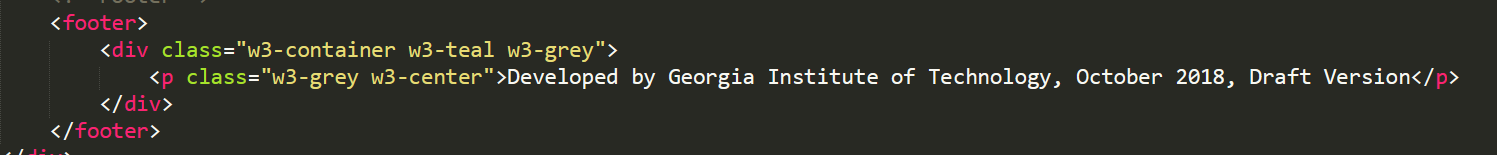 <footer>
<div class="w3-container w3-teal w3-grey">
<p class="w3-grey w3-center">Developed by Georgia Institute of Technology, October 2018, Draft Version</p>
</div>
</footer>